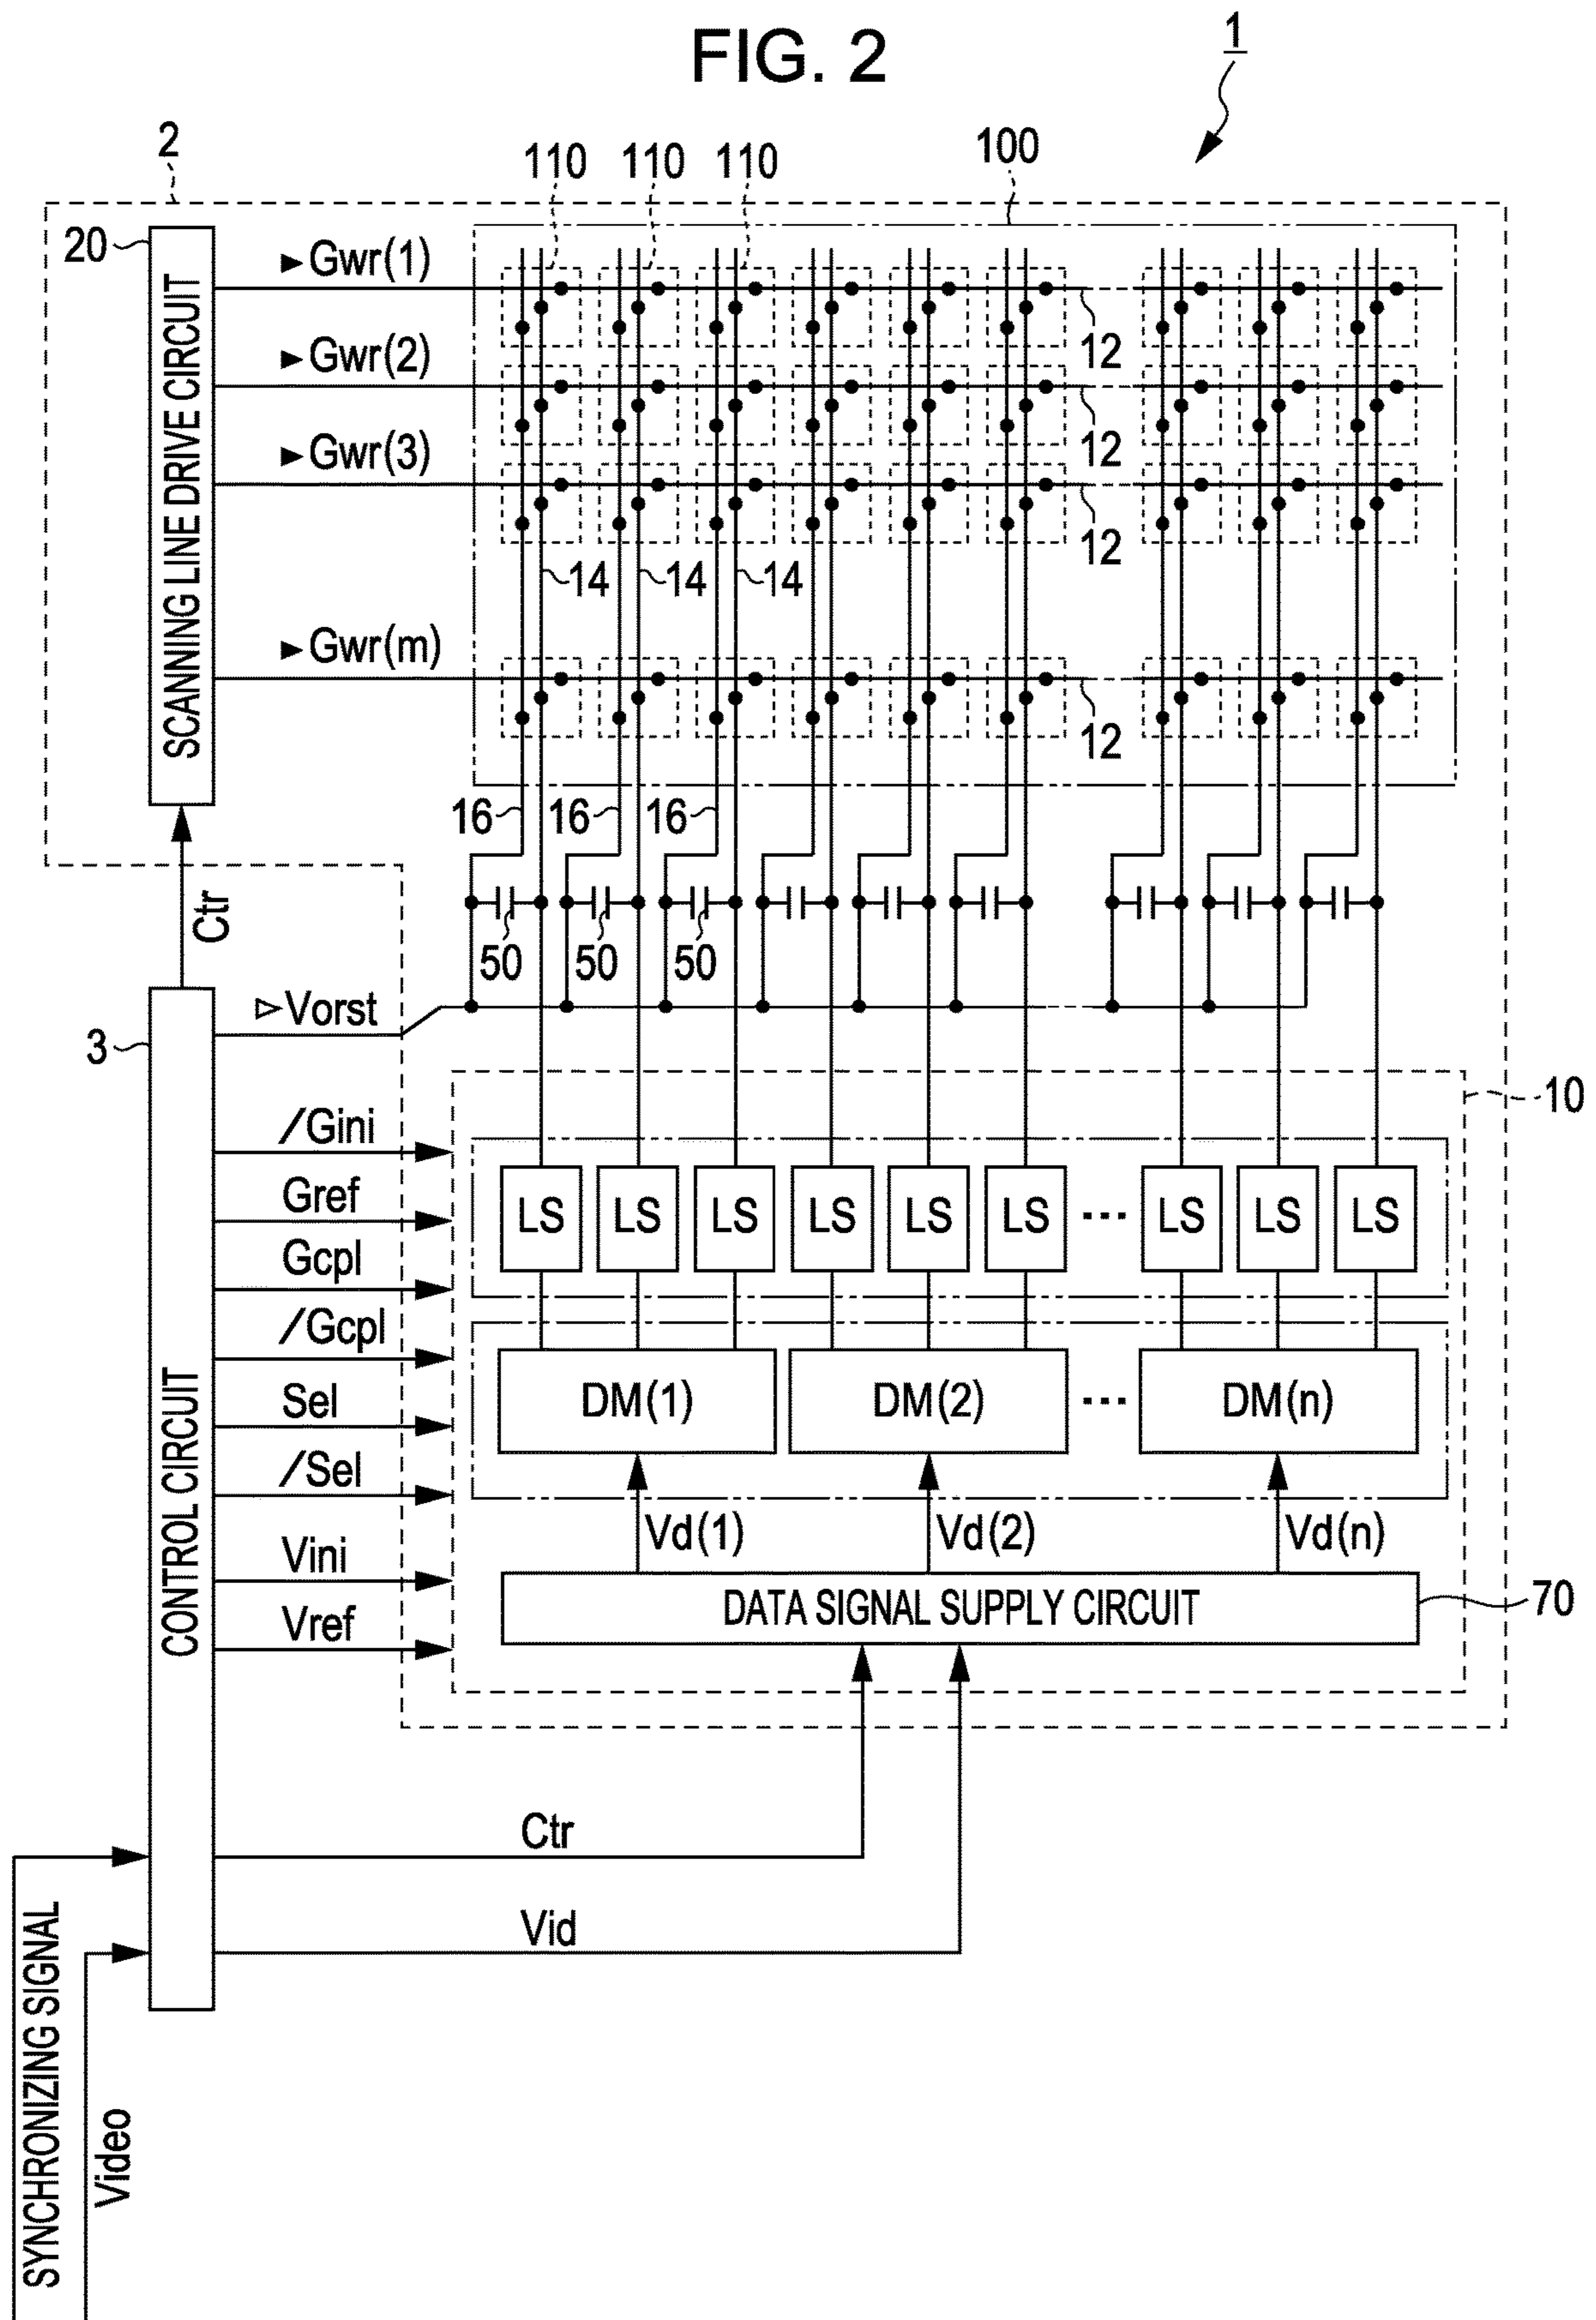 FIG. 2
1
2
110 110 110
100
20
SCANNING LINE DRIVE CIRCUIT
Gwr(1)
12
Gwr(2)
12
Gwr(3)
12
14 14 14
Gwr(m)
12
16 16 16
Ctr
50 50 50
Vorst
3
CONTROL CIRCUIT
10
/Gini
Gref
Gcpl
/Gcpl
Sel
/Sel
Vini
Vref
LS LS LS LS LS LS ... LS LS LS
DM(1) DM(2) ... DM(n)
Vd(1) Vd(2) Vd(n)
DATA SIGNAL SUPPLY CIRCUIT
70
Ctr
Vid
SYNCHRONIZING SIGNAL
Video